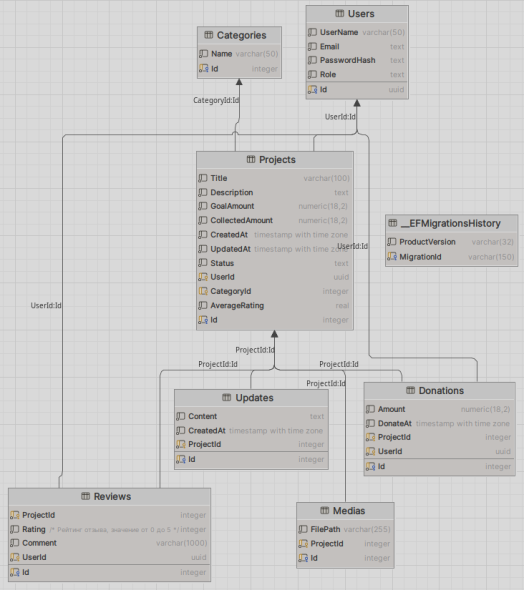 Users
UserName varchar(50)
Email text
PasswordHash text
Role text
Id uuid
Categories
Name varchar(50)
Id integer
CategoryId:Id
UserId:Id
Projects
Title varchar(100)
Description text
GoalAmount numeric(18,2)
CollectedAmount numeric(18,2)
CreatedAt timestamp with time zone
UpdatedAt timestamp with time zone
Status text
UserId uuid
CategoryId integer
AverageRating real
Id integer
UserId:Id
__EFMigrationsHistory
ProductVersion varchar(32)
MigrationId varchar(150)
UserId:Id
ProjectId:Id
ProjectId:Id
ProjectId:Id
ProjectId:Id
Updates
Content text
CreatedAt timestamp with time zone
ProjectId integer
Id integer
Donations
Amount numeric(18,2)
DonateAt timestamp with time zone
ProjectId integer
UserId uuid
Id integer
Reviews
ProjectId integer
Rating /* Рейтинг отзыва, значение от 0 до 5 */ integer
Comment varchar(1000)
UserId uuid
Id integer
Medias
FilePath varchar(255)
ProjectId integer
Id integer